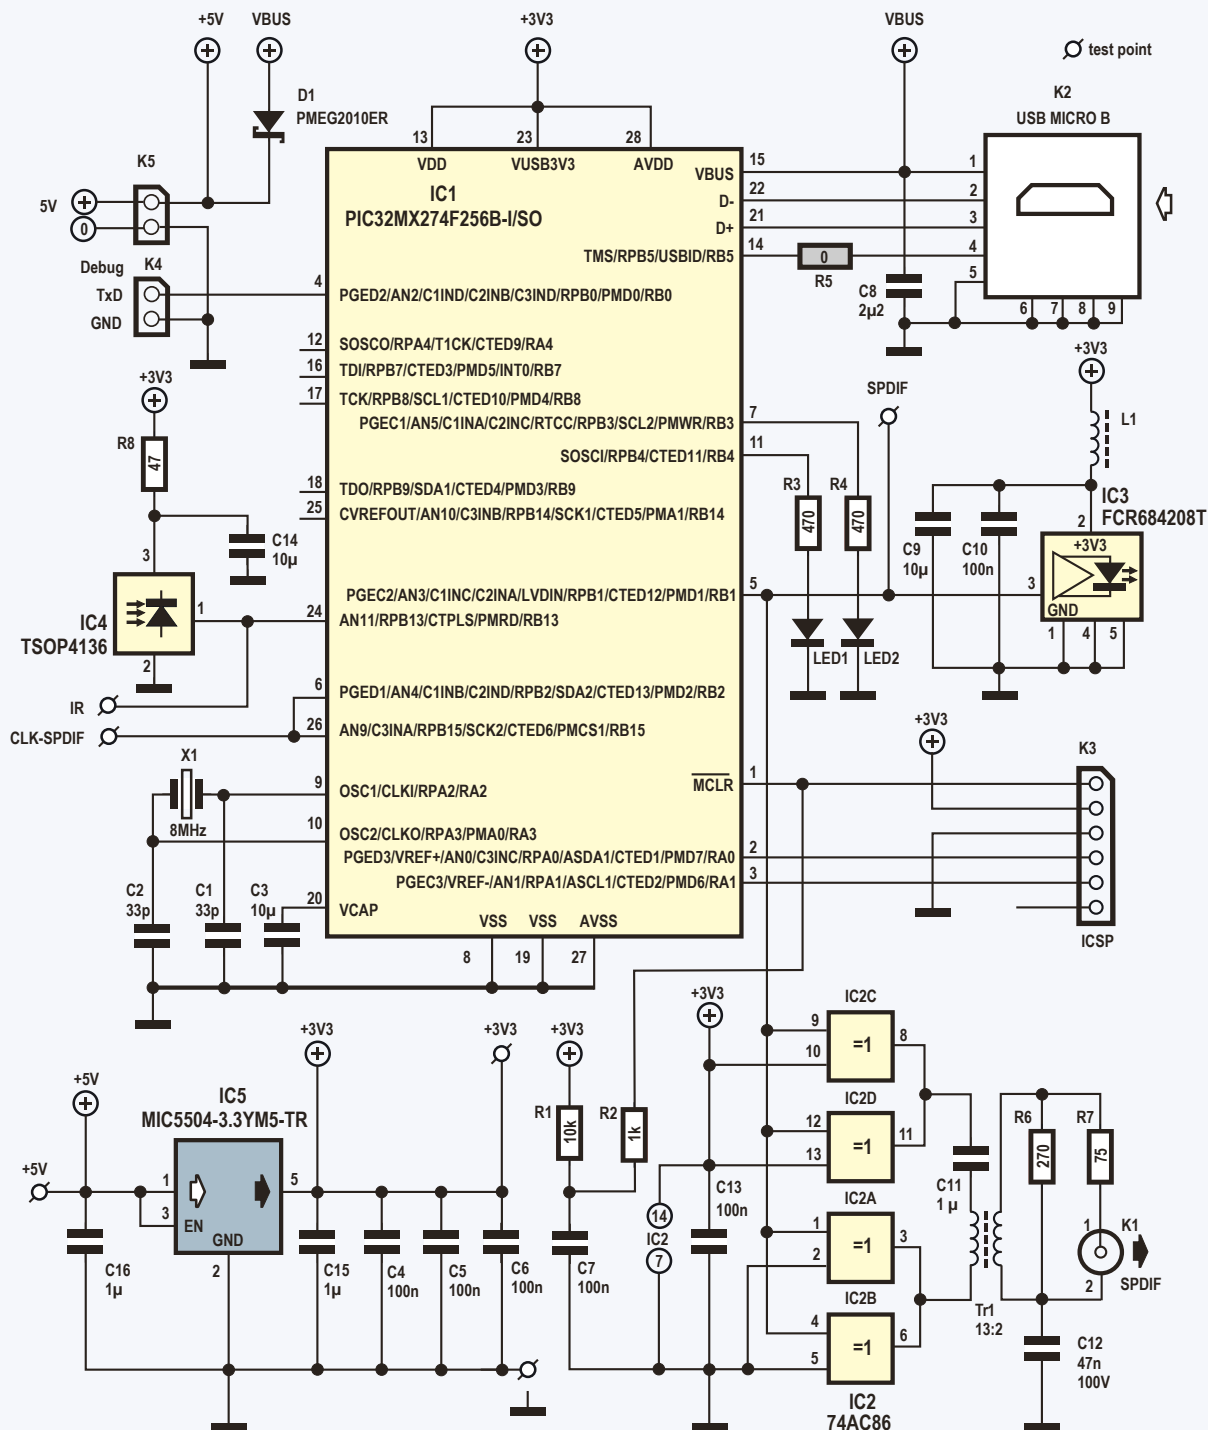 +5V
VBUS
+3V3
VBUS
test point
D1
PMEG2010ER
K2
USB MICRO B
13
23
28
VDD
VUSB3V3
AVDD
IC1
PIC32MX274F256B-I/SO
K5
5V
0
Debug
K4
TxD
GND
4
PGED2/AN2/C1IND/C2INB/C3IND/RPB0/PMD0/RB0
VBUS
15
1
D-
22
2
D+
21
3
TMS/RPB5/USBID/RB5
14
0
R5
4
5
6
7
8
9
C8
2µ2
12
SOSCO/RPA4/T1CK/CTED9/RA4
16
TDI/RPB7/CTED3/PMD5/INT0/RB7
17
TCK/RPB8/SCL1/CTED10/PMD4/RB8
PGEC1/AN5/C1INA/C2INC/RTCC/RPB3/SCL2/PMWR/RB3
7
SOSCI/RPB4/CTED11/RB4
11
18
TDO/RPB9/SDA1/CTED4/PMD3/RB9
25
CVREFOUT/AN10/C3INB/RPB14/SCK1/CTED5/PMA1/RB14
PGEC2/AN3/C1INC/C2INA/LVDIN/RPB1/CTED12/PMD1/RB1
5
24
AN11/RPB13/CTPLS/PMRD/RB13
6
PGED1/AN4/C1INB/C2IND/RPB2/SDA2/CTED13/PMD2/RB2
26
AN9/C3INA/RPB15/SCK2/CTED6/PMCS1/RB15
9
OSC1/CLKI/RPA2/RA2
10
OSC2/CLKO/RPA3/PMA0/RA3
MCLR
1
PGED3/VREF+/AN0/C3INC/RPA0/ASDA1/CTED1/PMD7/RA0
2
PGEC3/VREF-/AN1/RPA1/ASCL1/CTED2/PMD6/RA1
3
20
VCAP
VSS
VSS
AVSS
8
19
27
+3V3
R8
47
C14
10µ
3
1
2
IC4
TSOP4136
IR
CLK-SPDIF
X1
8MHz
C2
33p
C1
33p
C3
10µ
SPDIF
R3
470
R4
470
LED1
LED2
+3V3
L1
C9
10µ
C10
100n
IC3
FCR684208T
2
+3V3
3
GND
1
4
5
+3V3
K3
ICSP
+5V
+5V
IC5
MIC5504-3.3YM5-TR
1
3
EN
GND
5
2
C16
1µ
+3V3
C15
1µ
C4
100n
C5
100n
+3V3
C6
100n
+3V3
R1
10k
R2
1k
C7
100n
+3V3
14
IC2
7
C13
100n
IC2C
9
10
=1
8
IC2D
12
13
=1
11
IC2A
1
2
=1
3
IC2B
4
5
=1
6
IC2
74AC86
C11
1 µ
Tr1
13:2
R6
270
R7
75
1
K1
2
SPDIF
C12
47n
100V